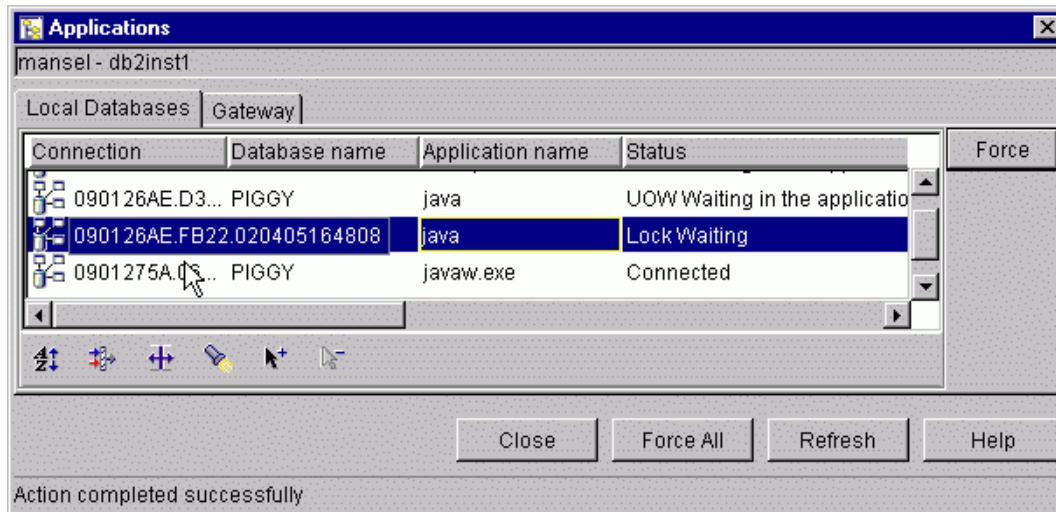 Applications
mansel - db2inst1
Local Databases Gateway
Connection Database name Application name Status Force
090126AE.D3... PIGGY java UOW Waiting in the applicatio
090126AE.FB22.020405164808 java Lock Waiting
0901275A. ... PIGGY javaw.exe Connected
Close Force All Refresh Help
Action completed successfully